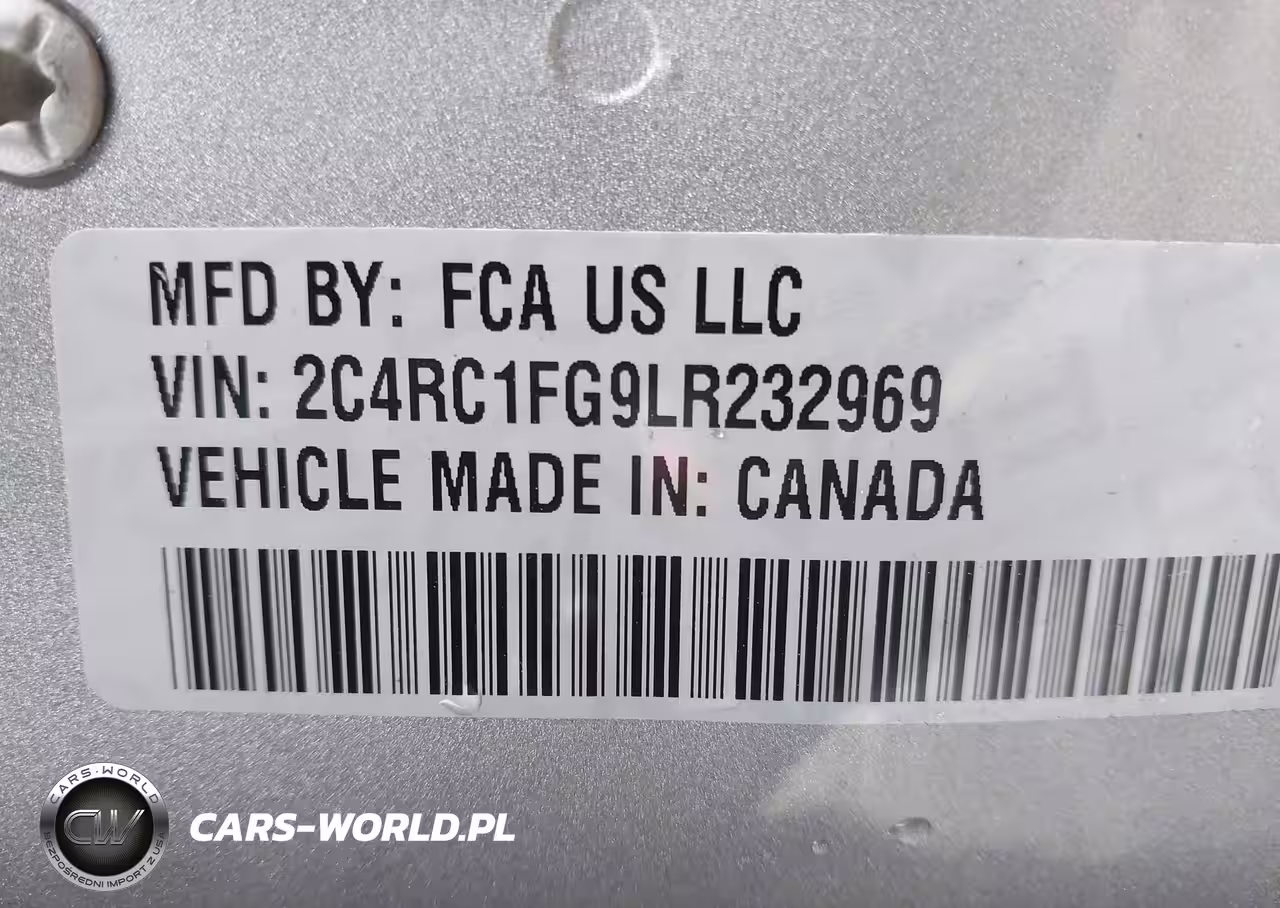 MFD BY: FCA US LLC
VIN: 2C4RC1FG9LR232969
VEHICLE MADE IN: CANADA
CARS-WORLD
CW
BEZPOŚREDNI IMPORT Z USA
CARS-WORLD.PL